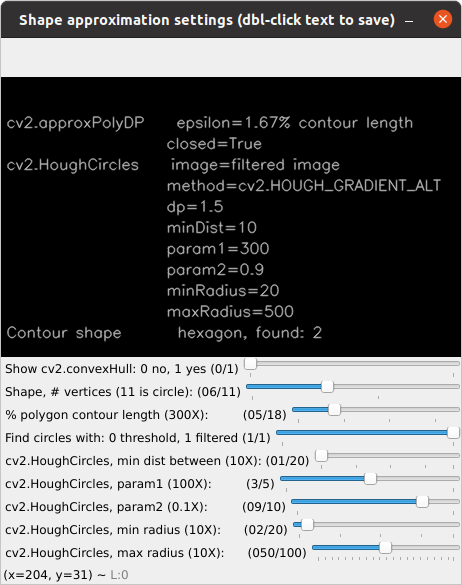 Shape approximation settings (dbl-click text to save)
cv2.approxPolyDP epsilon=1.67% contour length
closed=True
cv2.HoughCircles image=filtered image
method=cv2.HOUGH_GRADIENT_ALT
dp=1.5
minDist=10
param1=300
param2=0.9
minRadius=20
maxRadius=500
Contour shape hexagon, found: 2
Show cv2.convexHull: 0 no, 1 yes (0/1)
Shape, # vertices (11 is circle): (06/11)
% polygon contour length (300X): (05/18)
Find circles with: 0 threshold, 1 filtered (1/1)
cv2.HoughCircles, min dist between (10X): (01/20)
cv2.HoughCircles, param1 (100X): (3/5)
cv2.HoughCircles, param2 (0.1X): (09/10)
cv2.HoughCircles, min radius (10X): (02/20)
cv2.HoughCircles, max radius (10X): (050/100)
(x=204, y=31) ~ L:0